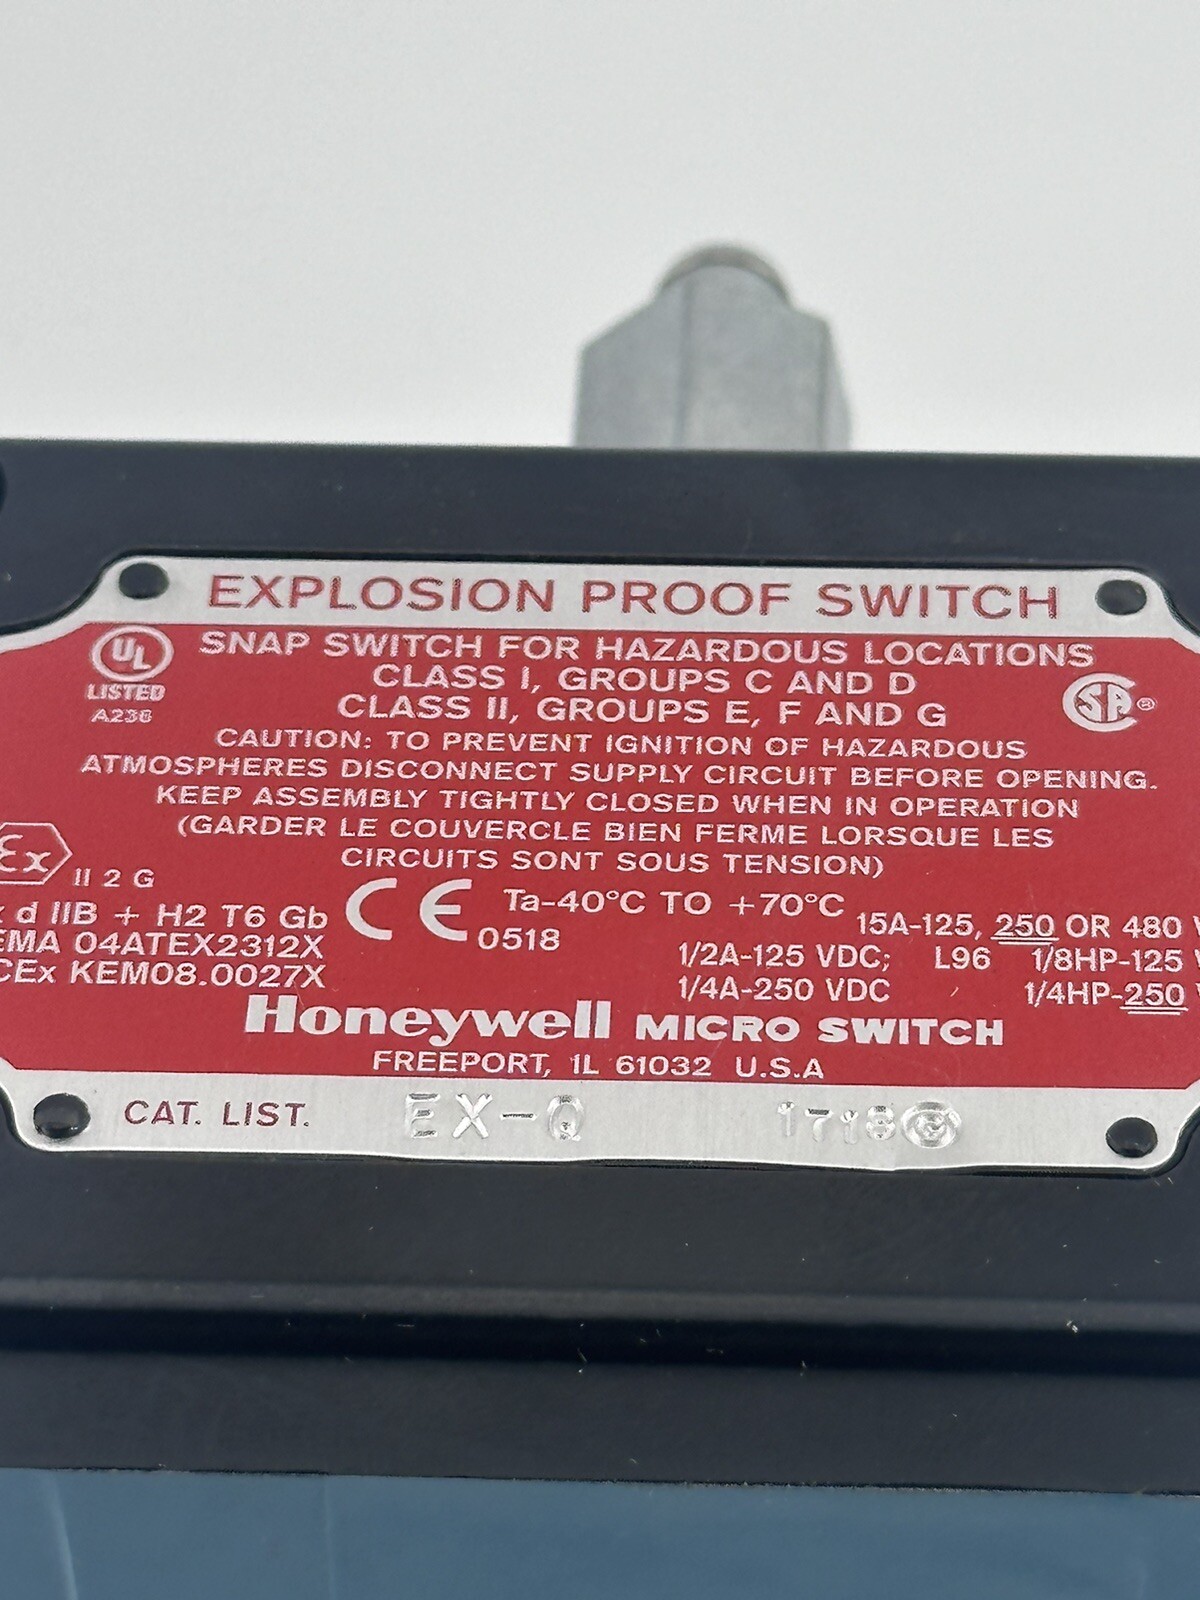 EXPLOSION PROOF SWITCH
UL
LISTED
A236
SNAP SWITCH FOR HAZARDOUS LOCATIONS
CLASS I, GROUPS C AND D
CLASS II, GROUPS E, F AND G
SA®
CAUTION: TO PREVENT IGNITION OF HAZARDOUS
ATMOSPHERES DISCONNECT SUPPLY CIRCUIT BEFORE OPENING.
KEEP ASSEMBLY TIGHTLY CLOSED WHEN IN OPERATION
(GARDER LE COUVERCLE BIEN FERME LORSQUE LES
CIRCUITS SONT SOUS TENSION)
Ex II 2 G
d IIB + H2 T6 Gb
EMA 04ATEX2312X
CEx KEM08.0027X
CE 0518
Ta-40°C TO +70°C
15A-125, 250 OR 480
1/2A-125 VDC; L96 1/8HP-125
1/4A-250 VDC 1/4HP-250
Honeywell MICRO SWITCH
FREEPORT, IL 61032 U.S.A
CAT. LIST. EX-Q 1718